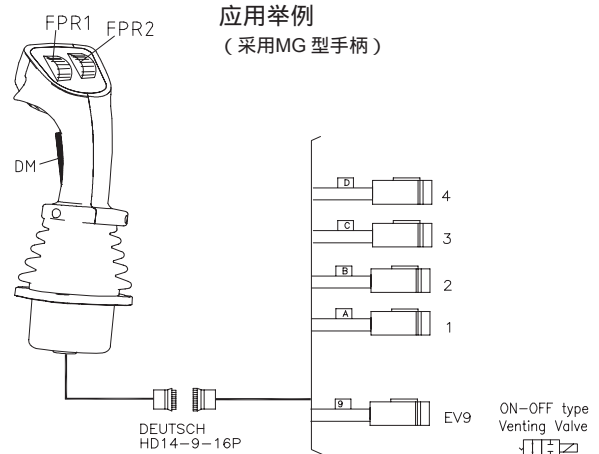 应用举例
（采用MG 型手柄）
FPR1
FPR2
DM
D
4
C
3
B
2
A
1
9
EV9
ON-OFF type
Venting Valve
DEUTSCH
HD14-9-16P